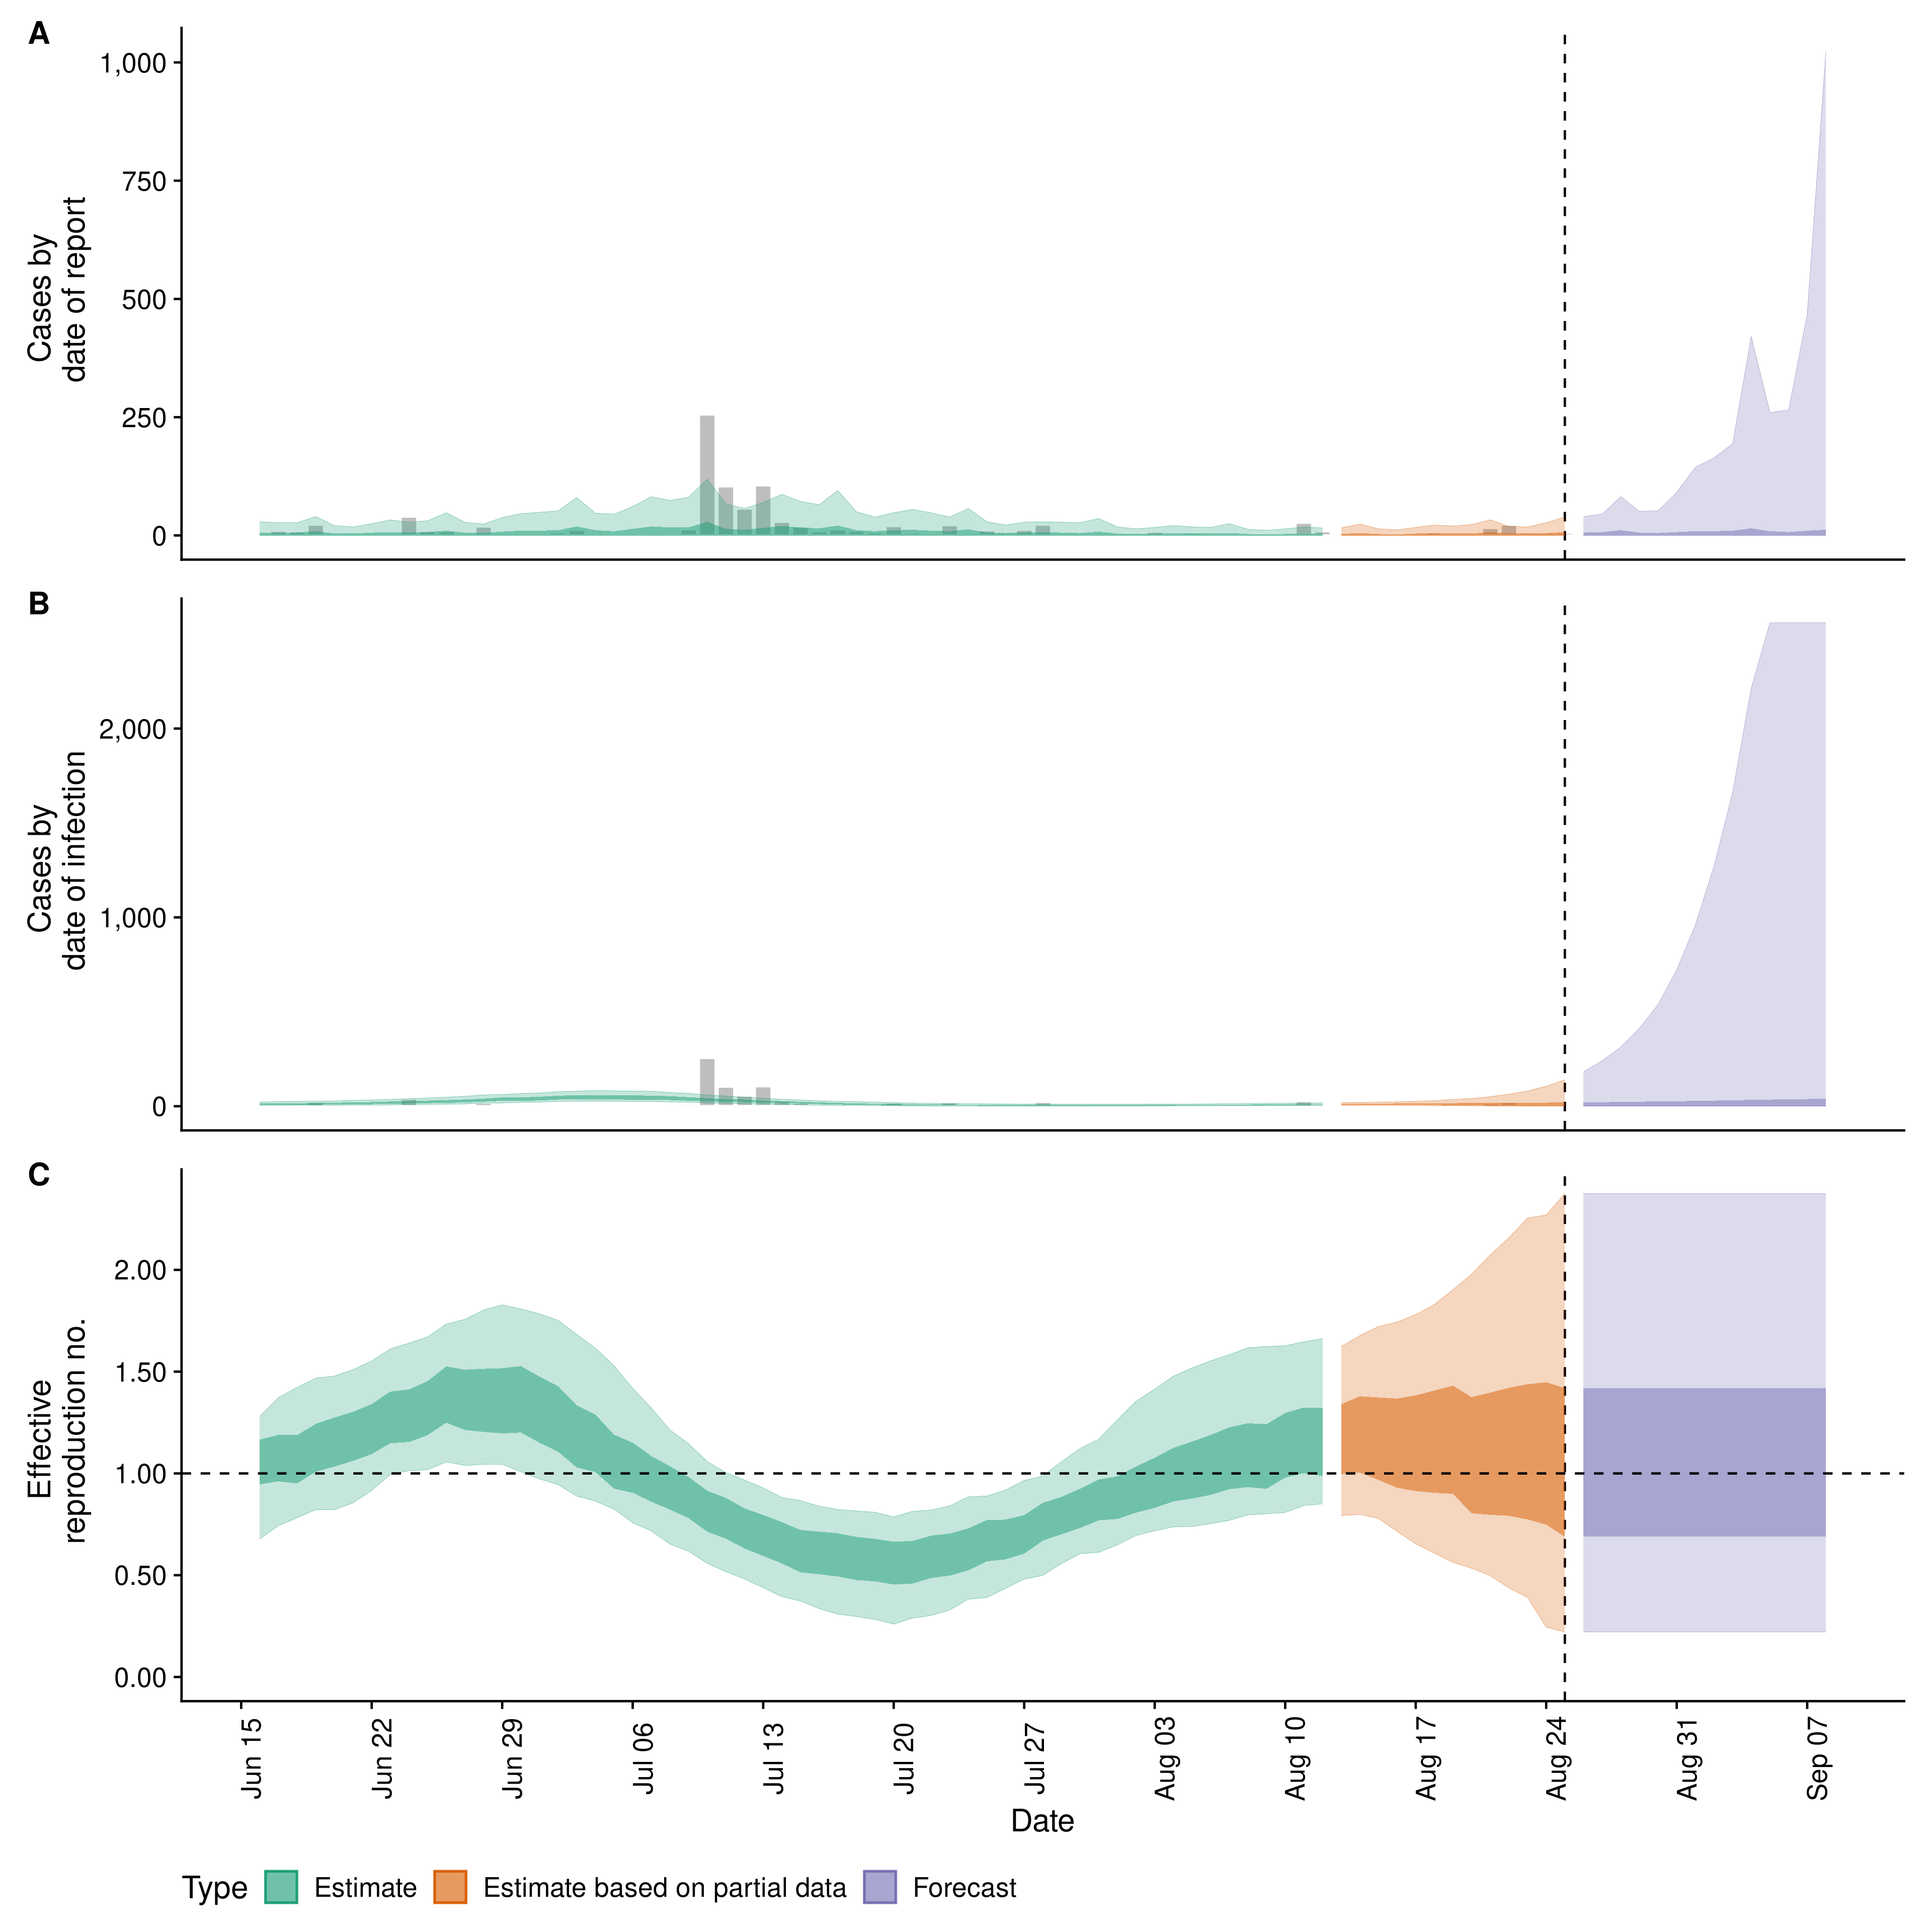 A
Cases by
date of report
1,000
750
500
250
0
B
Cases by
date of infection
2,000
1,000
0
C
Effective
reproduction no.
2.00
1.50
1.00
0.50
0.00
Jun 15
Jun 22
Jun 29
Jul 06
Jul 13
Jul 20
Jul 27
Aug 03
Aug 10
Aug 17
Aug 24
Aug 31
Sep 07
Date
Type Estimate Estimate based on partial data Forecast